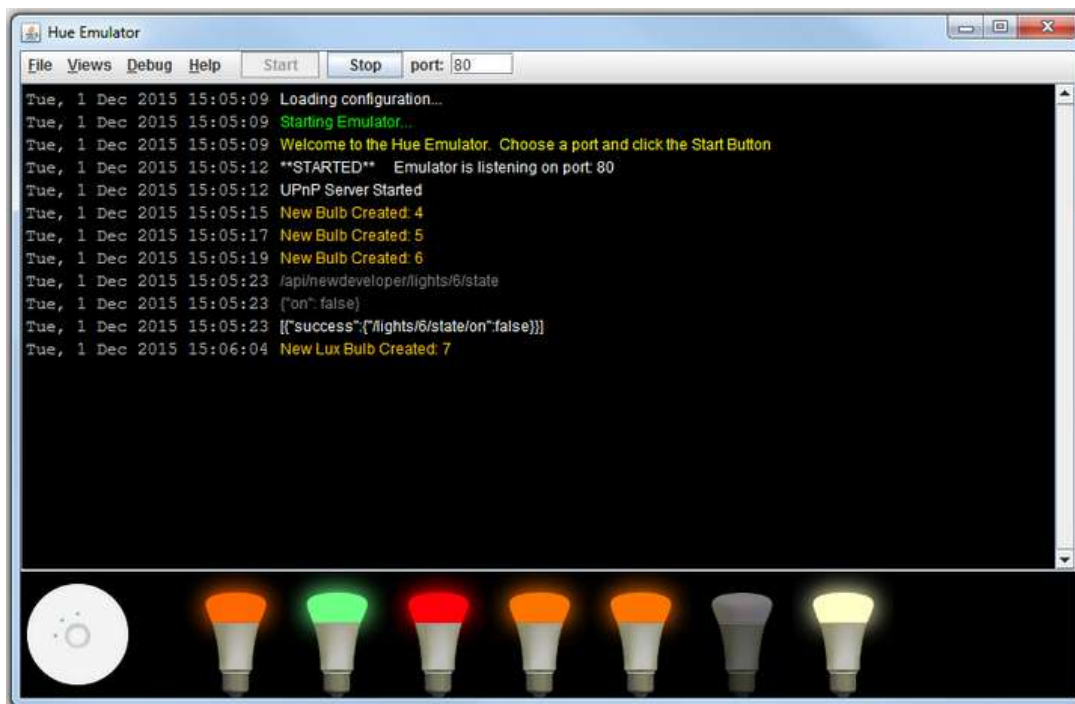 Hue Emulator
File Views Debug Help Start Stop port: 80
Tue, 1 Dec 2015 15:05:09 Loading configuration...
Tue, 1 Dec 2015 15:05:09 Starting Emulator...
Tue, 1 Dec 2015 15:05:09 Welcome to the Hue Emulator. Choose a port and click the Start Button
Tue, 1 Dec 2015 15:05:12 **STARTED** Emulator is listening on port: 80
Tue, 1 Dec 2015 15:05:12 UPnP Server Started
Tue, 1 Dec 2015 15:05:15 New Bulb Created: 4
Tue, 1 Dec 2015 15:05:17 New Bulb Created: 5
Tue, 1 Dec 2015 15:05:19 New Bulb Created: 6
Tue, 1 Dec 2015 15:05:23 /api/newdeveloper/lights/6/state
Tue, 1 Dec 2015 15:05:23 {"on": false}
Tue, 1 Dec 2015 15:05:23 [{"success":{"/lights/6/state/on":false}}]
Tue, 1 Dec 2015 15:06:04 New Lux Bulb Created: 7